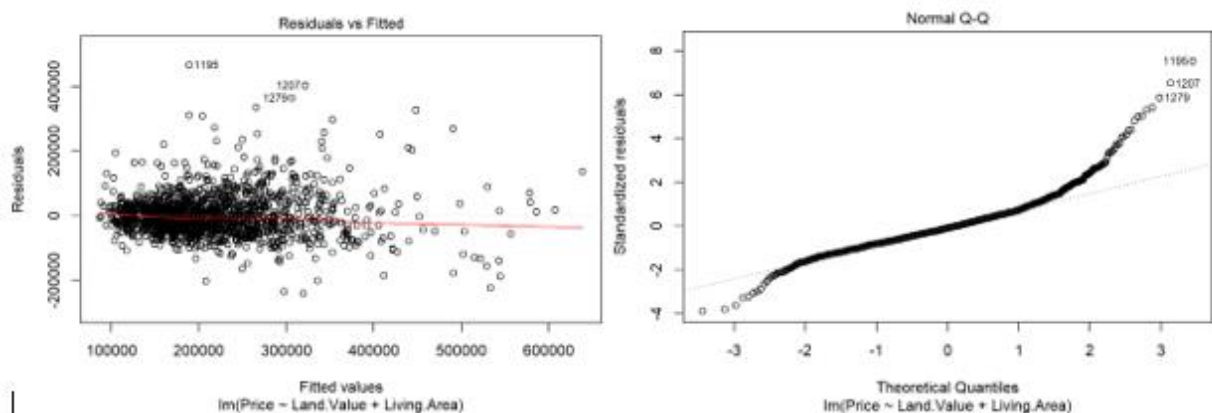 Residuals vs Fitted
Residuals
400000
200000
0
-200000
1195
1207
1279
100000 200000 300000 400000 500000 600000
Fitted values
lm(Price ~ Land.Value + Living.Area)
Normal Q-Q
Standardized residuals
8
6
4
2
0
-2
-4
1195
1207
1279
-3 -2 -1 0 1 2 3
Theoretical Quantiles
lm(Price ~ Land.Value + Living.Area)